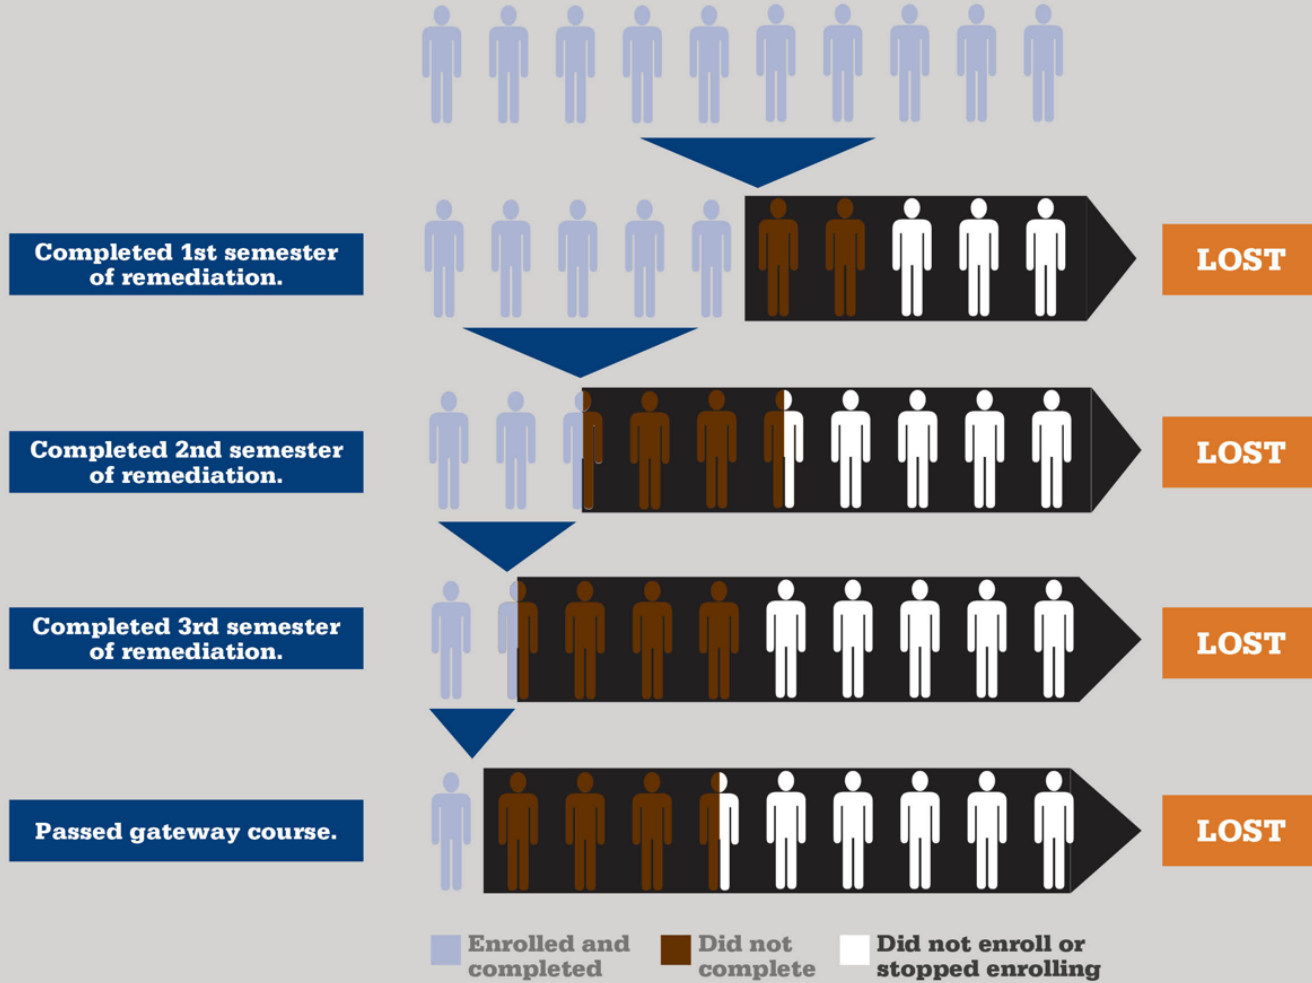 Completed 1st semester
of remediation.
LOST
Completed 2nd semester
of remediation.
LOST
Completed 3rd semester
of remediation.
LOST
Passed gateway course.
LOST
Enrolled and
completed
Did not
complete
Did not enroll or
stopped enrolling